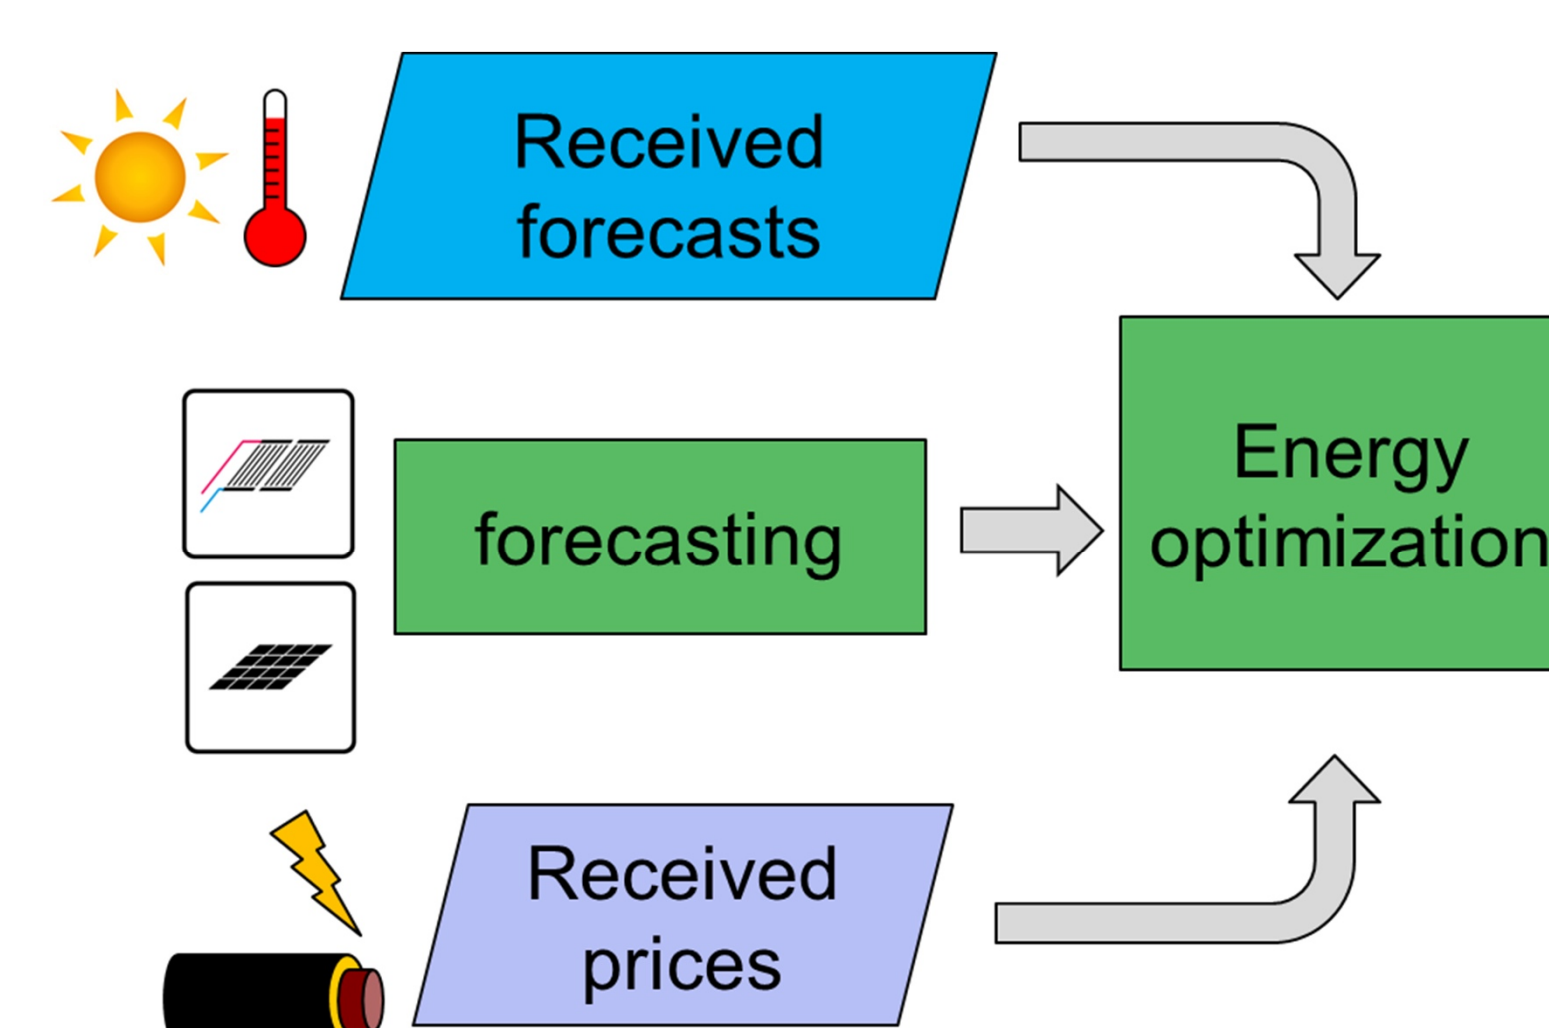 Received
forecasts
forecasting
Energy
optimization
Received
prices